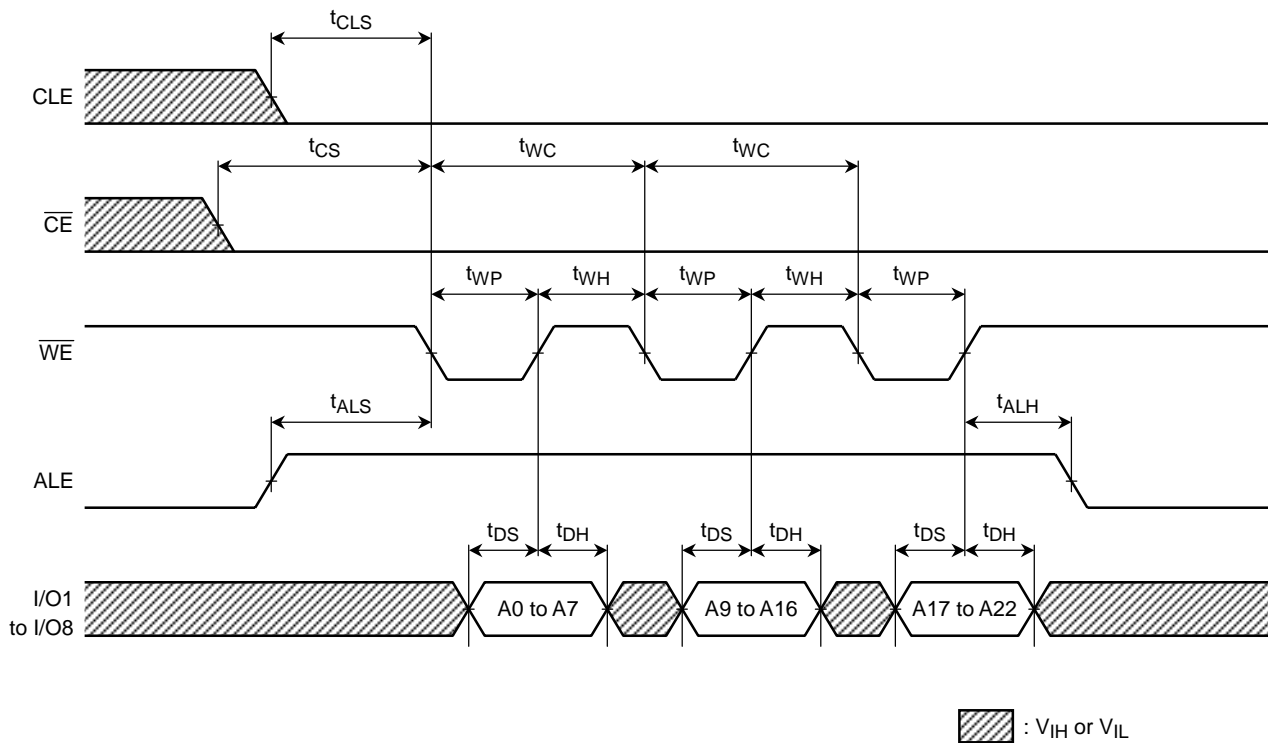 tCLS
CLE
tCS tWC tWC
CE
tWP tWH tWP tWH tWP
WE
tALS tALH
ALE
tDS tDH tDS tDH tDS tDH
I/O1
to I/O8
A0 to A7 A9 to A16 A17 to A22
: VIH or VIL